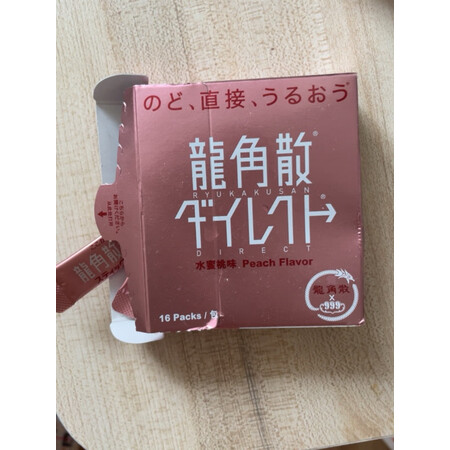 のど、直接、うるおう
龍角散®
RYUKAKUSAN
ダイレクト®
DIRECT
水蜜桃味 Peach Flavor
龍角散
×
999
16 Packs / 包
龍角散